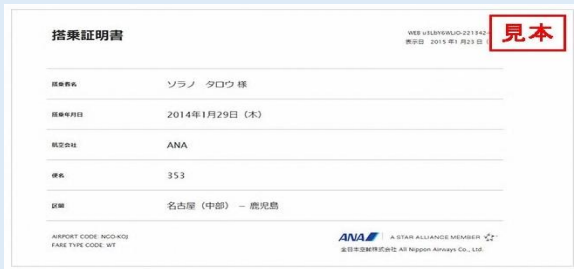 搭乗証明書
見本
表示日 2015年1月23日
搭乗者名 ソラノ タロウ 様
搭乗年月日 2014年1月29日（木）
航空会社 ANA
便名 353
区間 名古屋（中部） － 鹿児島
AIRPORT CODE NGO-KOJ
FARE TYPE CODE WT
ANA A STAR ALLIANCE MEMBER
全日本空輸株式会社 All Nippon Airways Co., Ltd.